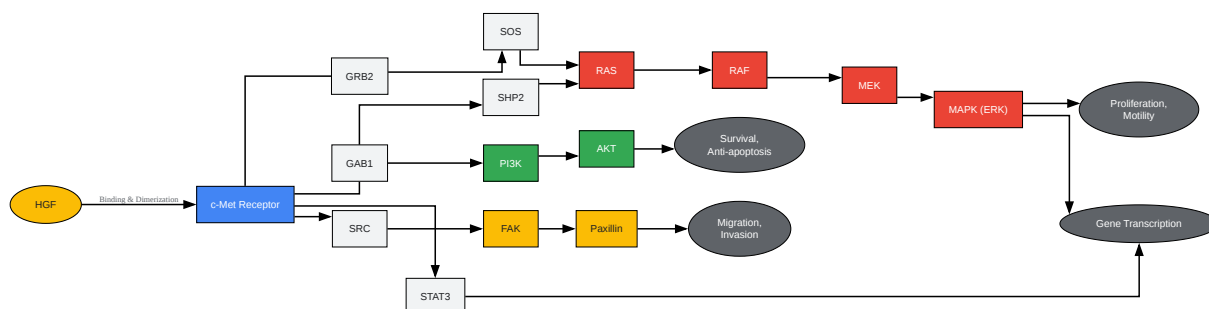 SOS
GRB2
RAS
RAF
MEK
SHP2
MAPK (ERK)
Proliferation,
Motility
Survival,
Anti-apoptosis
AKT
GAB1
PI3K
HGF
Binding & Dimerization
c-Met Receptor
SRC
FAK
Paxillin
Migration,
Invasion
Gene Transcription
STAT3